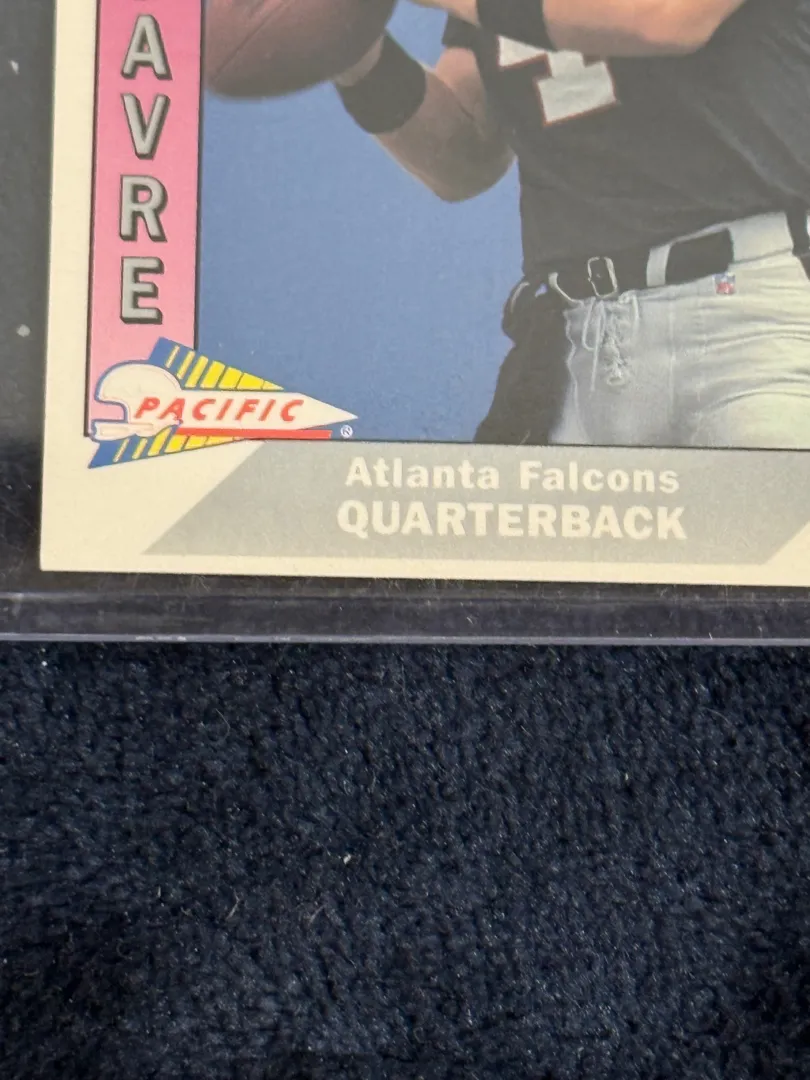 AVRE
PACIFIC®
Atlanta Falcons
QUARTERBACK